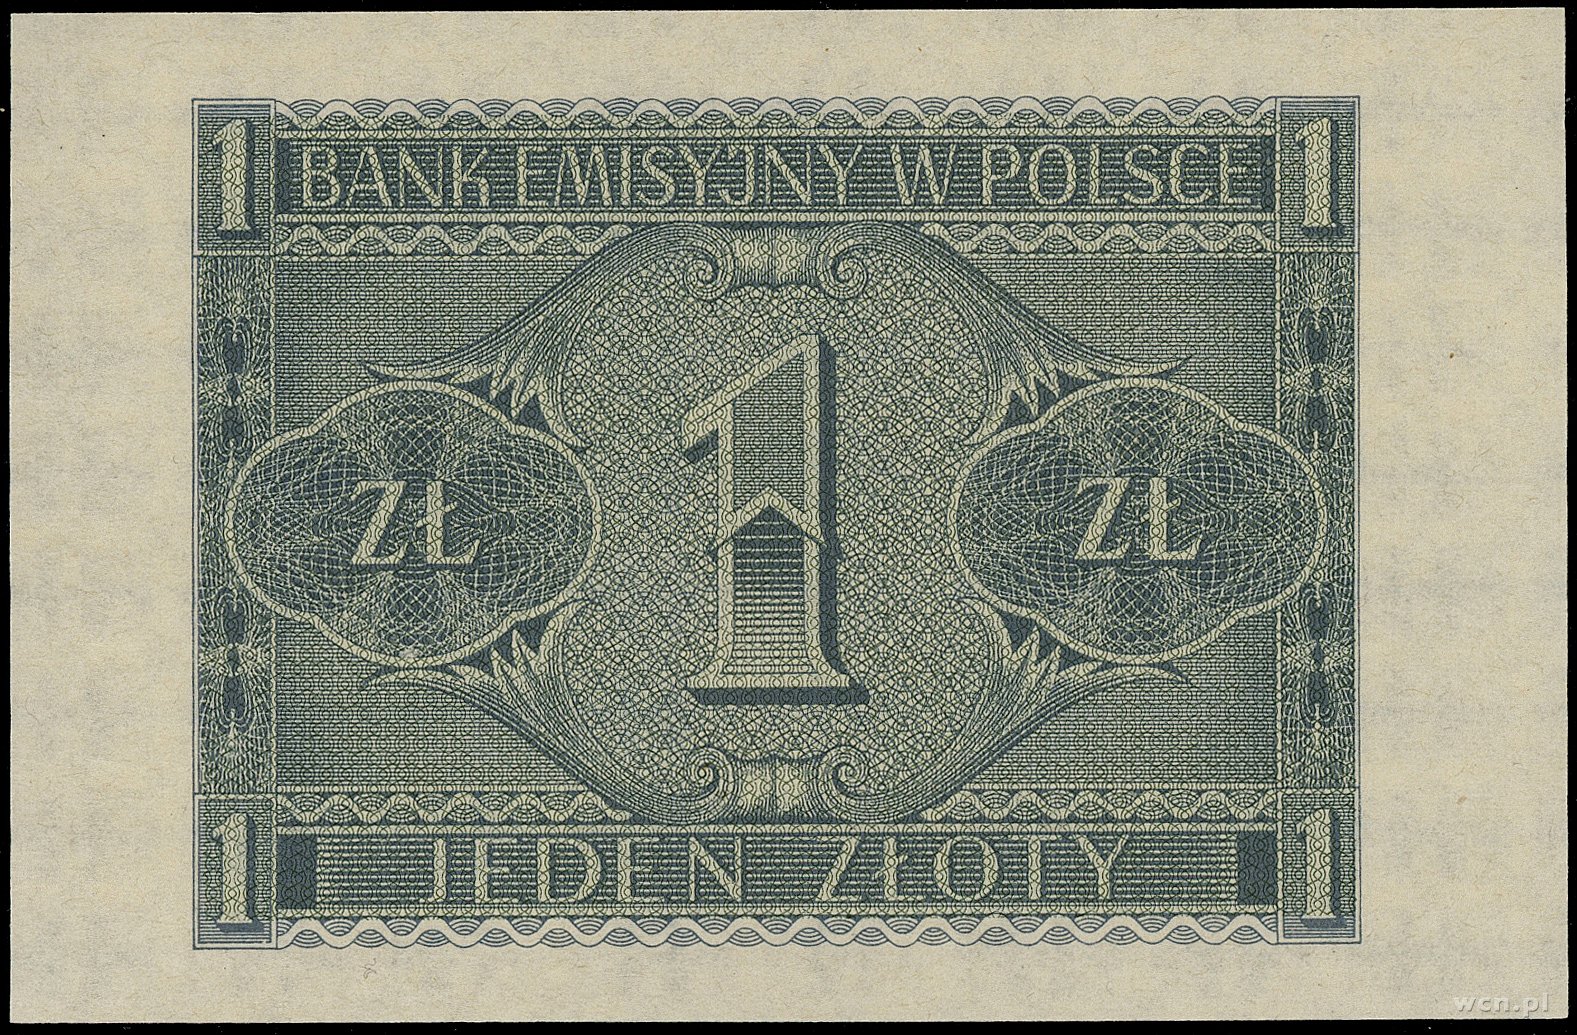 1 BANK EMISYJNY W POLSCE 1
1
ZŁ ZŁ
1 JEDEN ZŁOTY 1
wcn.pl